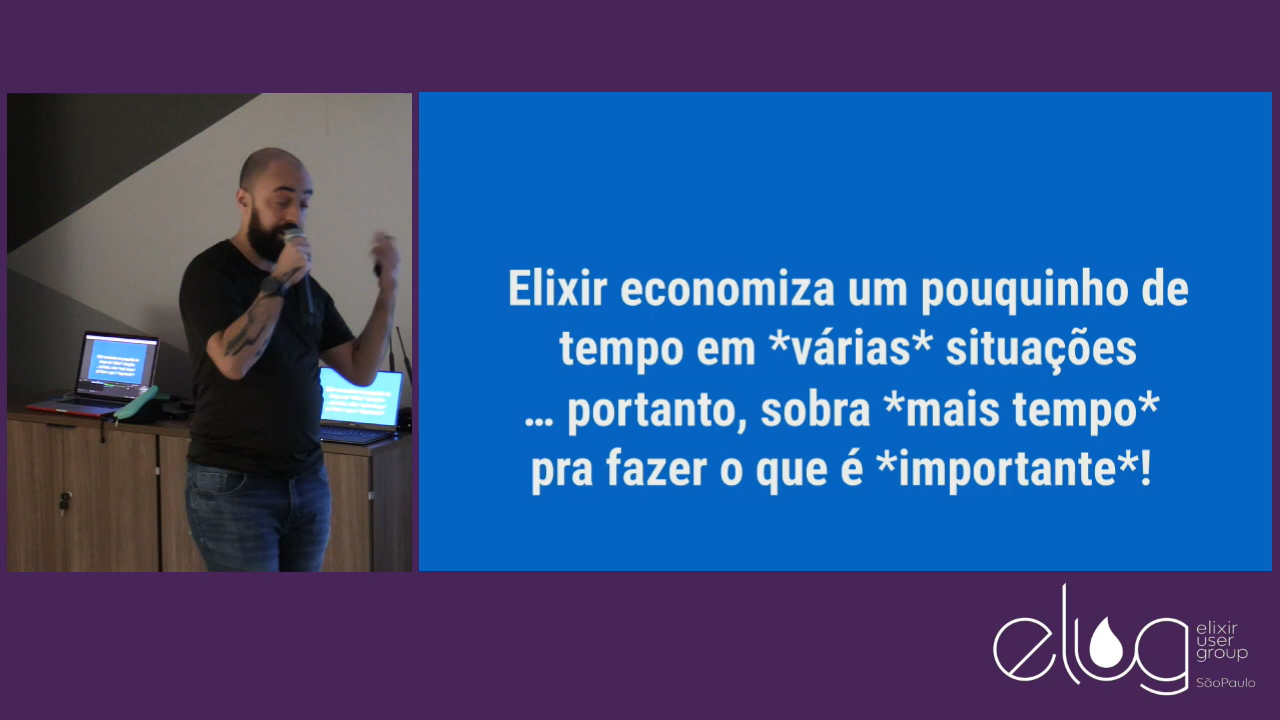 Elixir economiza um pouquinho de
tempo em *várias* situações
... portanto, sobra *mais tempo*
pra fazer o que é *importante*!
elug
elixir
user
group
SãoPaulo